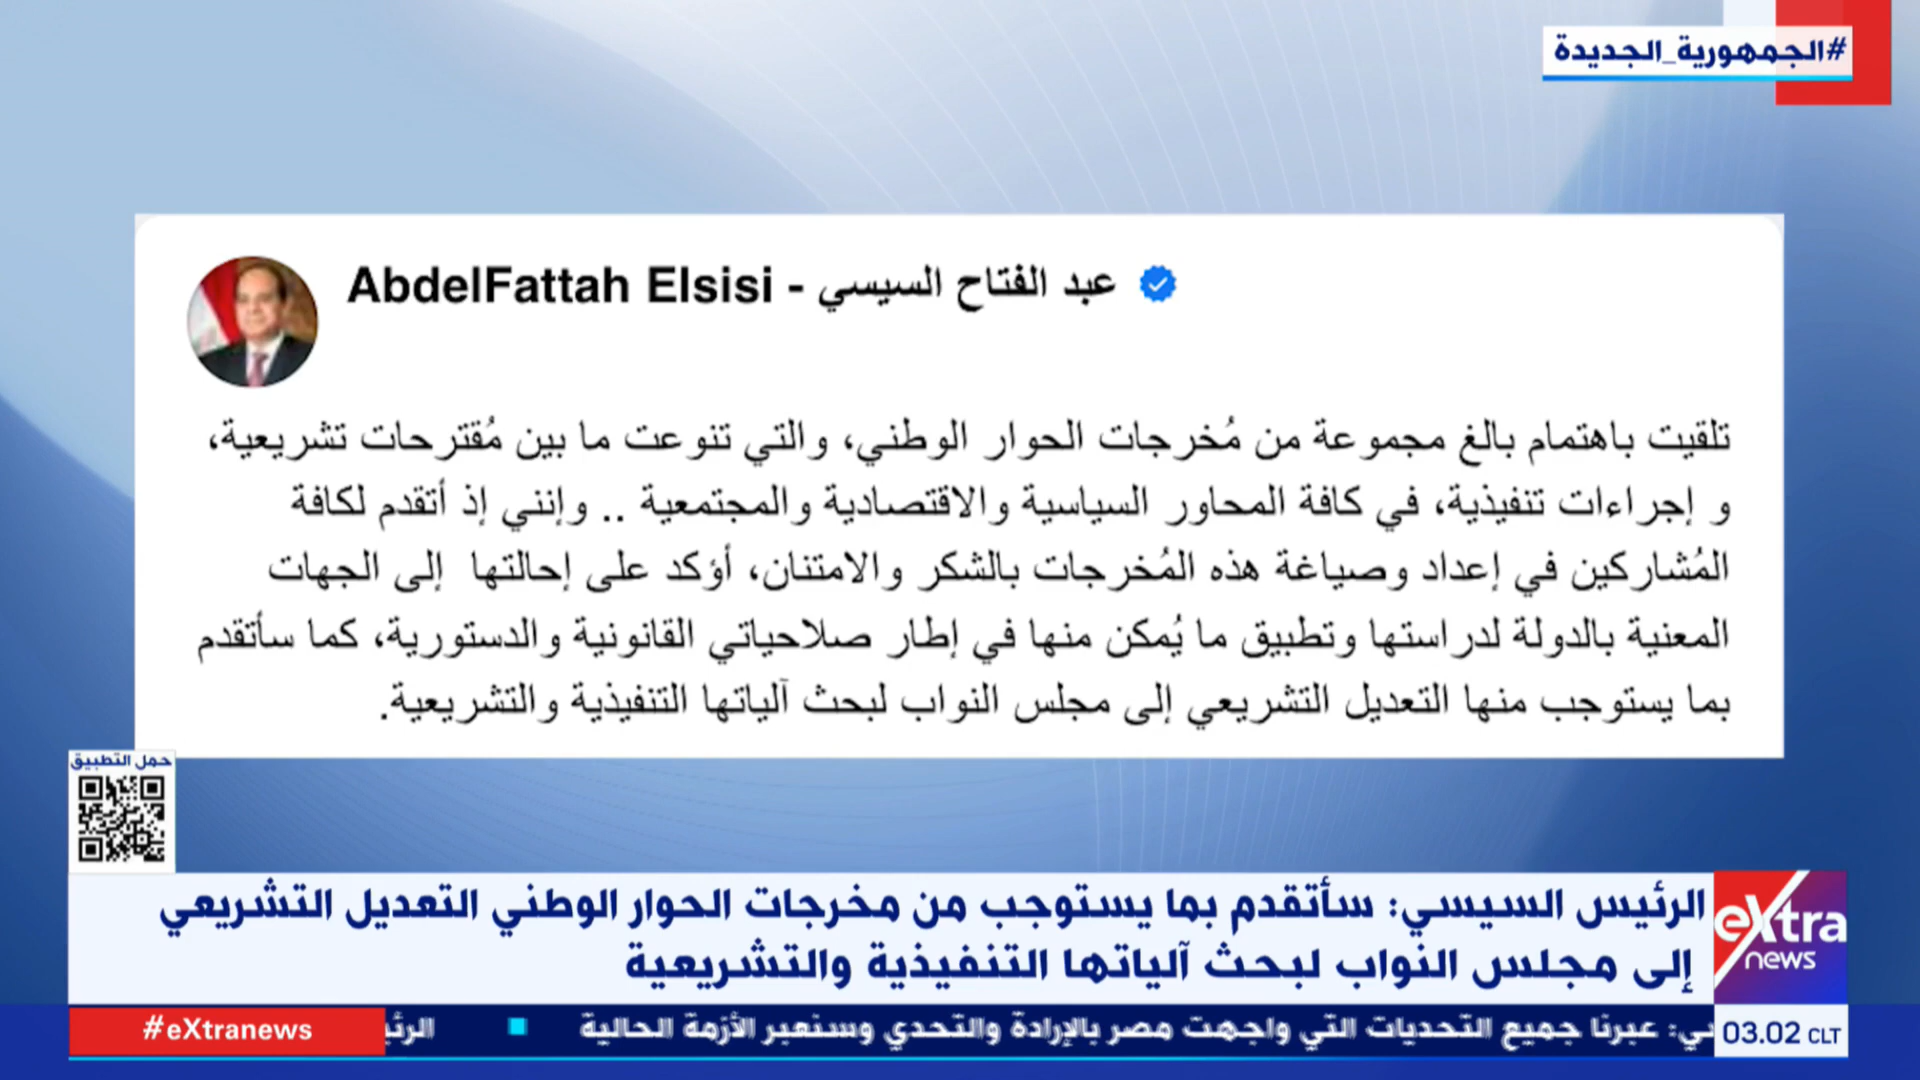 #الجمهورية_الجديدة
AbdelFattah Elsisi - عبد الفتاح السيسي
تلقيت باهتمام بالغ مجموعة من مُخرجات الحوار الوطني، والتي تنوعت ما بين مُقترحات تشريعية،
و إجراءات تنفيذية، في كافة المحاور السياسية والاقتصادية والمجتمعية .. وإنني إذ أتقدم لكافة
المُشاركين في إعداد وصياغة هذه المُخرجات بالشكر والامتنان، أؤكد على إحالتها إلى الجهات
المعنية بالدولة لدراستها وتطبيق ما يُمكن منها في إطار صلاحياتي القانونية والدستورية، كما سأتقدم
بما يستوجب منها التعديل التشريعي إلى مجلس النواب لبحث آلياتها التنفيذية والتشريعية.
حمل التطبيق
الرئيس السيسي: سأتقدم بما يستوجب من مخرجات الحوار الوطني التعديل التشريعي
إلى مجلس النواب لبحث آلياتها التنفيذية والتشريعية
eXtra
news
عبرنا جميع التحديات التي واجهت مصر بالإرادة والتحدي وسنعبر الأزمة الحالية
#eXtranews
03.02 CLT